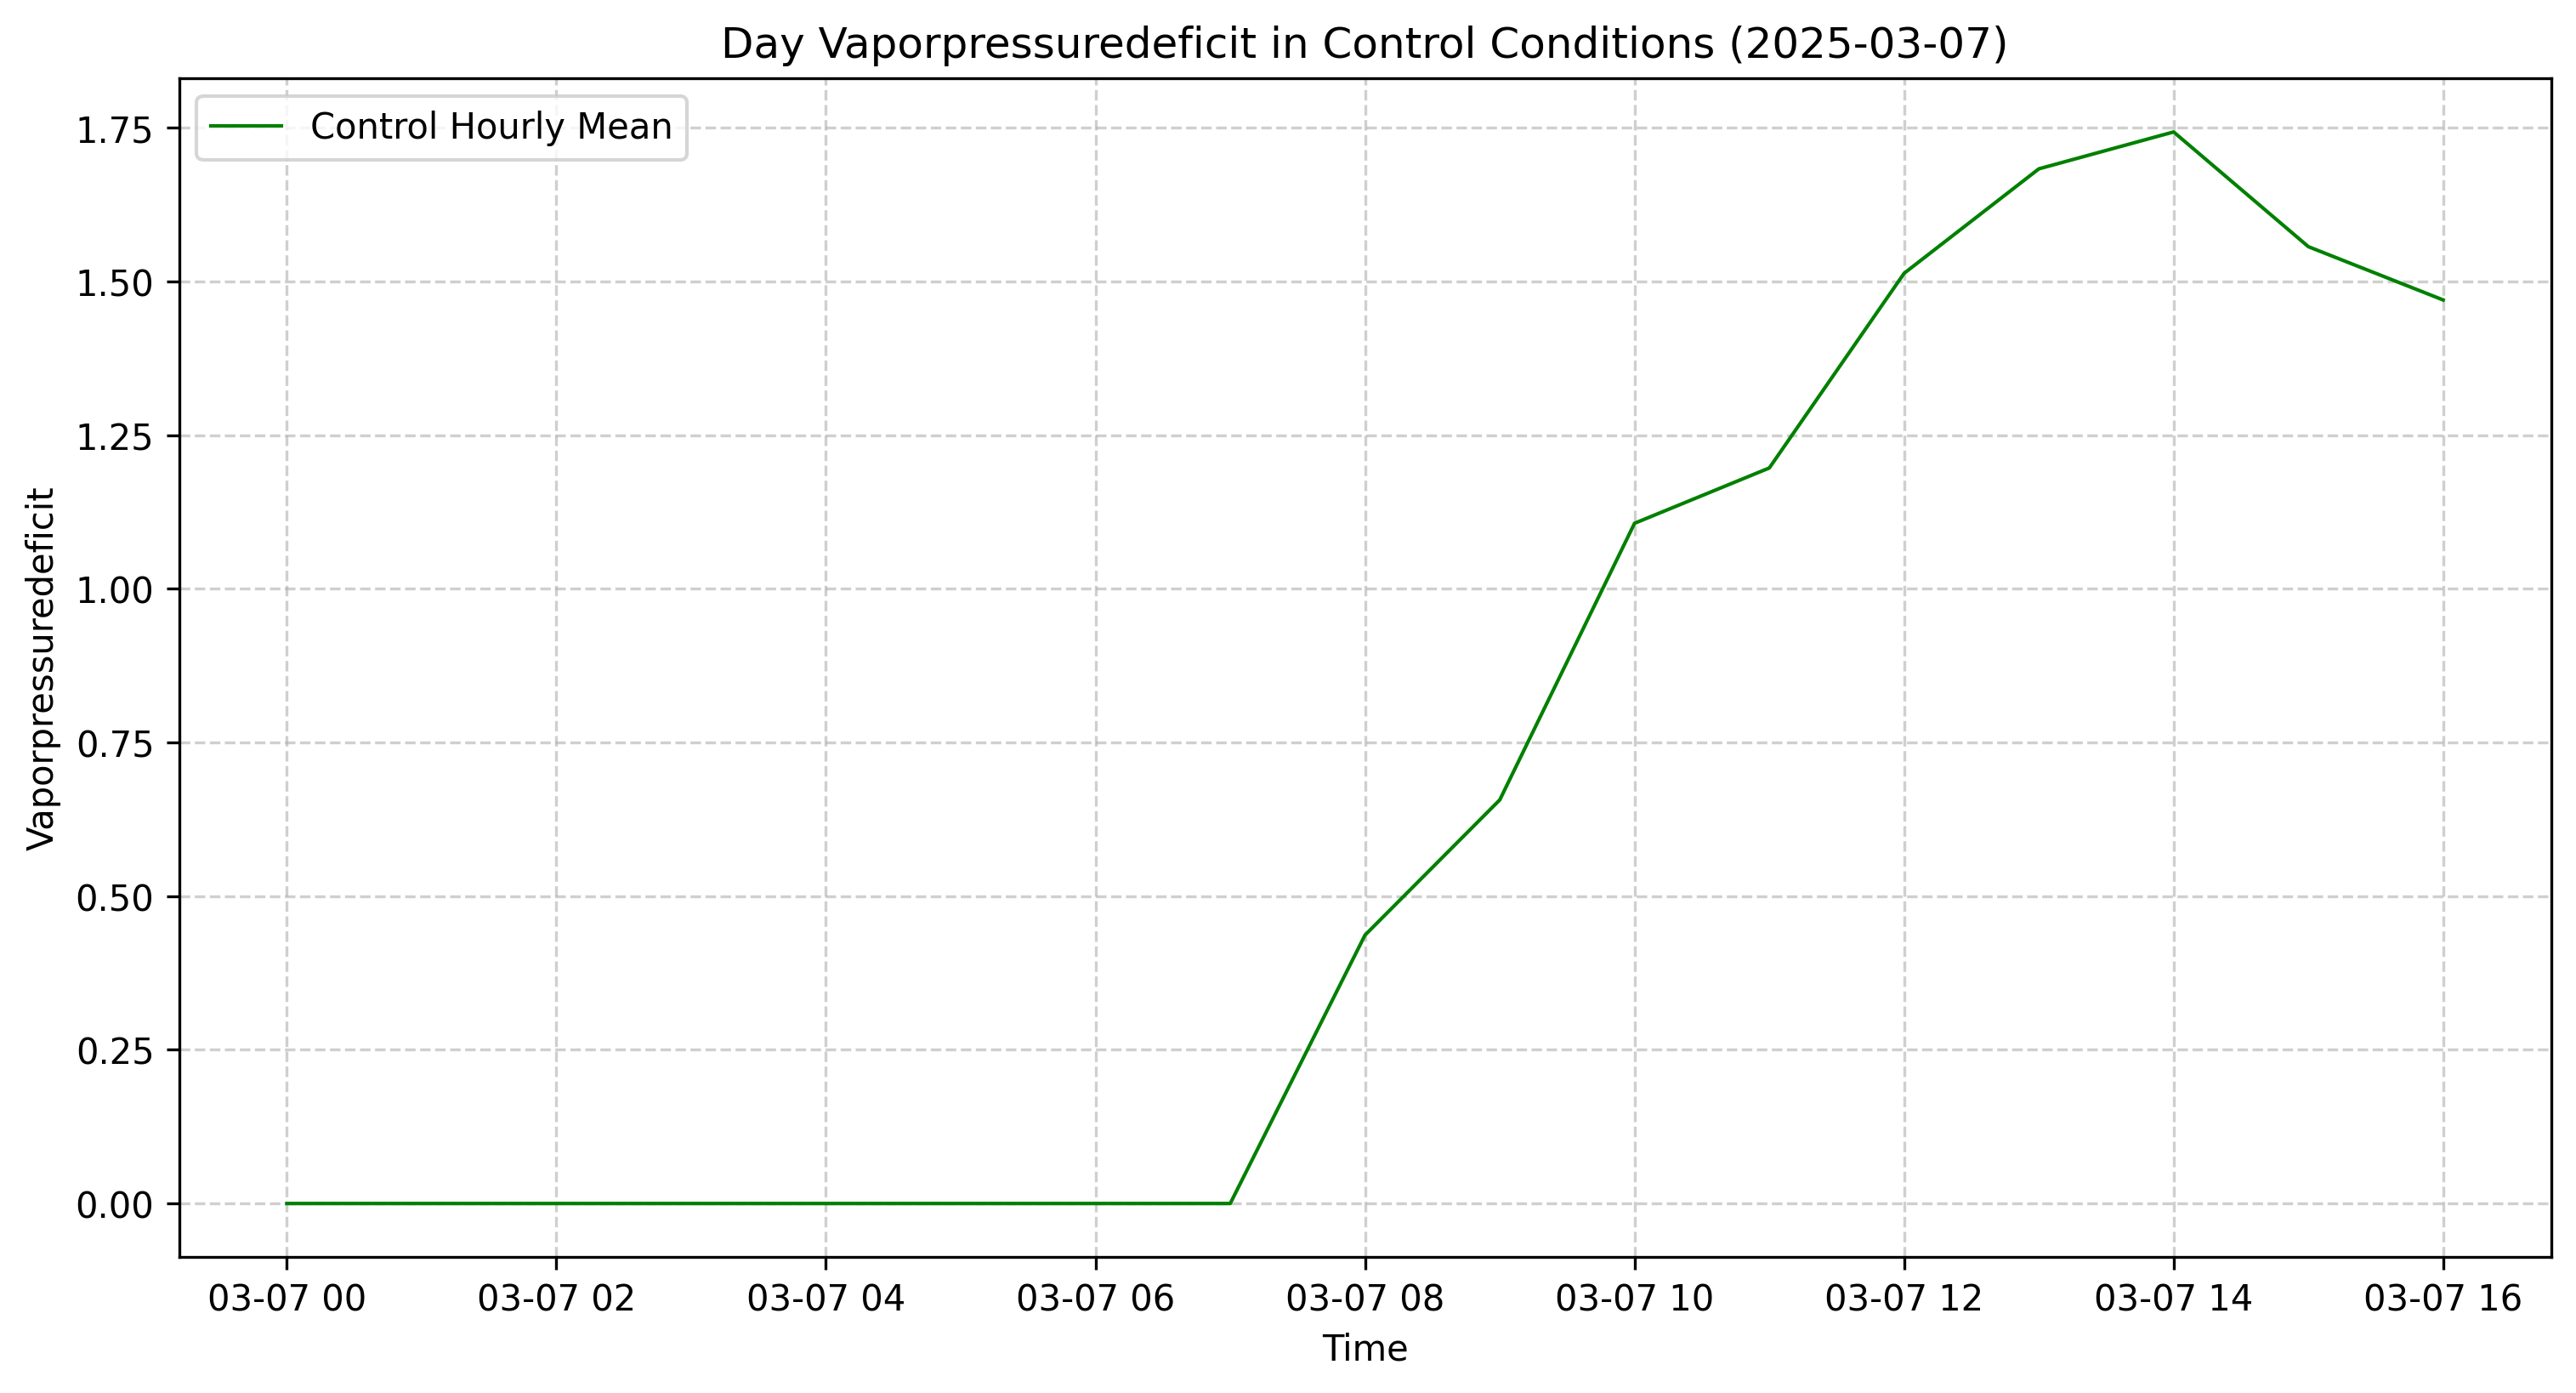 Day Vaporpressuredeficit in Control Conditions (2025-03-07)
Control Hourly Mean
Vaporpressuredeficit
1.75
1.50
1.25
1.00
0.75
0.50
0.25
0.00
03-07 00 03-07 02 03-07 04 03-07 06 03-07 08 03-07 10 03-07 12 03-07 14 03-07 16
Time